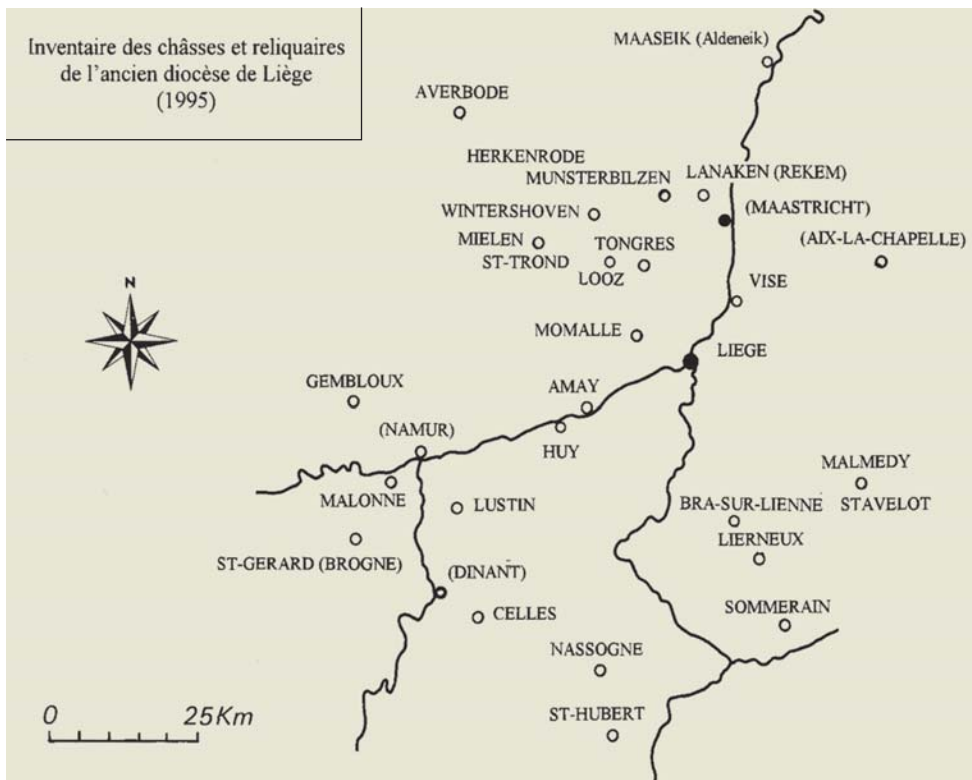 Inventaire des châsses et reliquaires
de l'ancien diocèse de Liège
(1995)
MAASEIK (Aldeneik)
AVERBODE
HERKENRODE
MUNSTERBILZEN
LANAKEN (REKEM)
WINTERSHOVEN
(MAASTRICHT)
MIELEN
TONGRES
(AIX-LA-CHAPELLE)
ST-TROND
LOOZ
N
VISE
MOMALLE
LIEGE
GEMBLOUX
AMAY
(NAMUR)
HUY
MALMEDY
MALONNE
LUSTIN
BRA-SUR-LIENNE
STAVELOT
LIERNEUX
ST-GERARD (BROGNE)
(DINANT)
CELLES
SOMMERAIN
NASSOGNE
ST-HUBERT
0 25Km